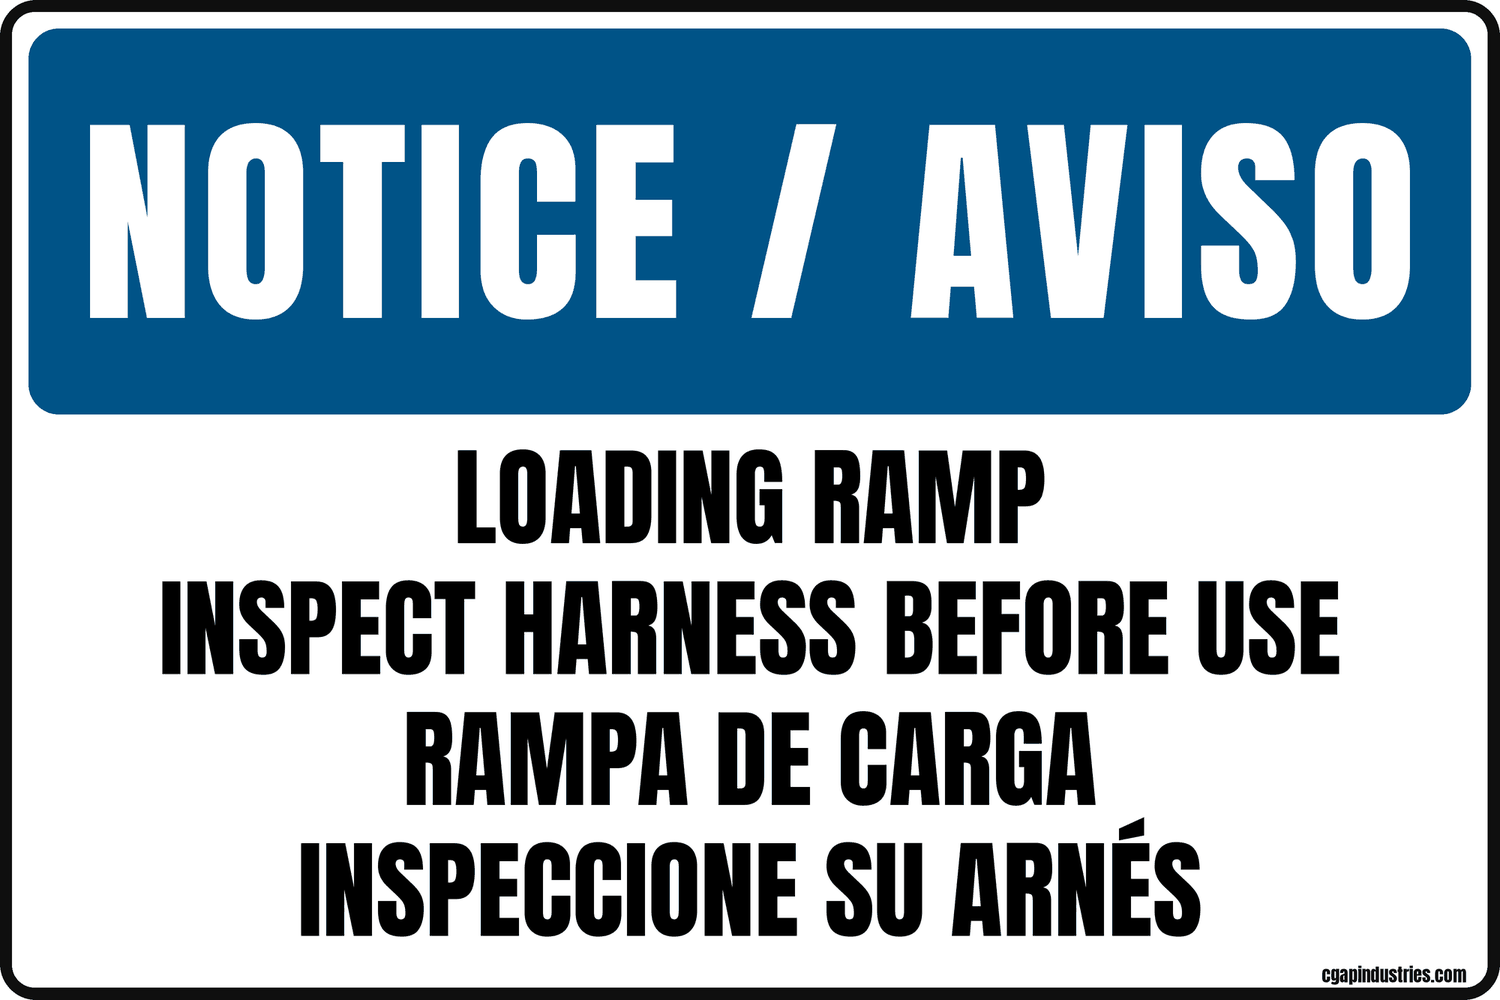 NOTICE / AVISO
LOADING RAMP
INSPECT HARNESS BEFORE USE
RAMPA DE CARGA
INSPECCIONE SU ARNÉS
cgapindustries.com